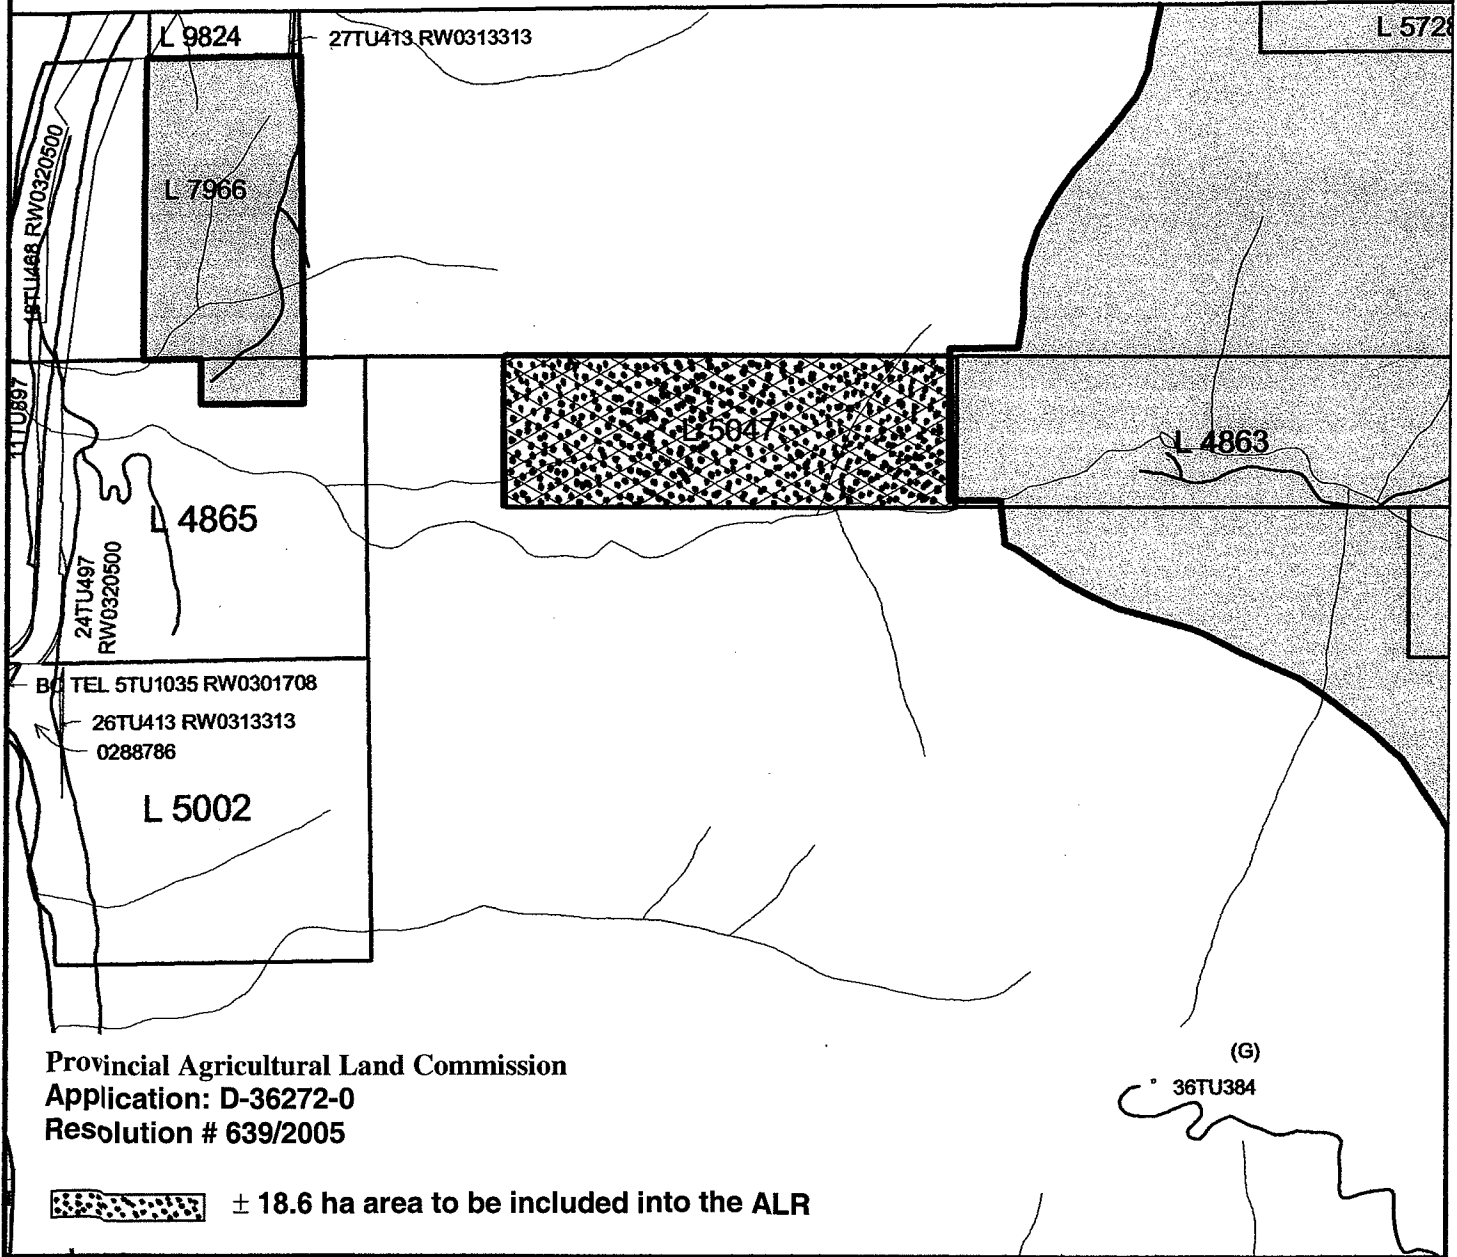 L 9824
27TU413 RW0313313
L 572
18TU468 RW0320500
L 7966
11TU897
L 5047
L 4863
L 4865
24TU497
RW0320500
BC TEL 5TU1035 RW0301708
26TU413 RW0313313
0288786
L 5002
Provincial Agricultural Land Commission
Application: D-36272-0
Resolution # 639/2005
(G)
36TU384
± 18.6 ha area to be included into the ALR